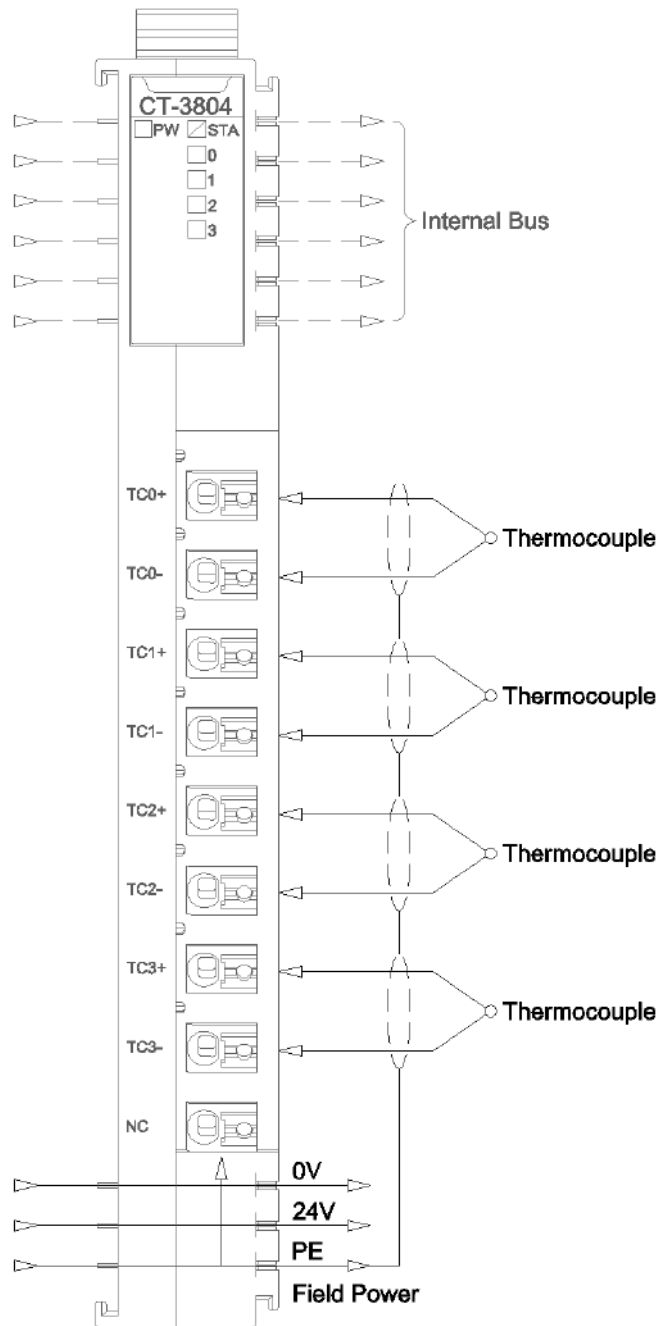 CT-3804
PW STA
0
1
2
3
Internal Bus
TC0+
Thermocouple
TC0-
TC1+
Thermocouple
TC1-
TC2+
Thermocouple
TC2-
TC3+
Thermocouple
TC3-
NC
0V
24V
PE
Field Power